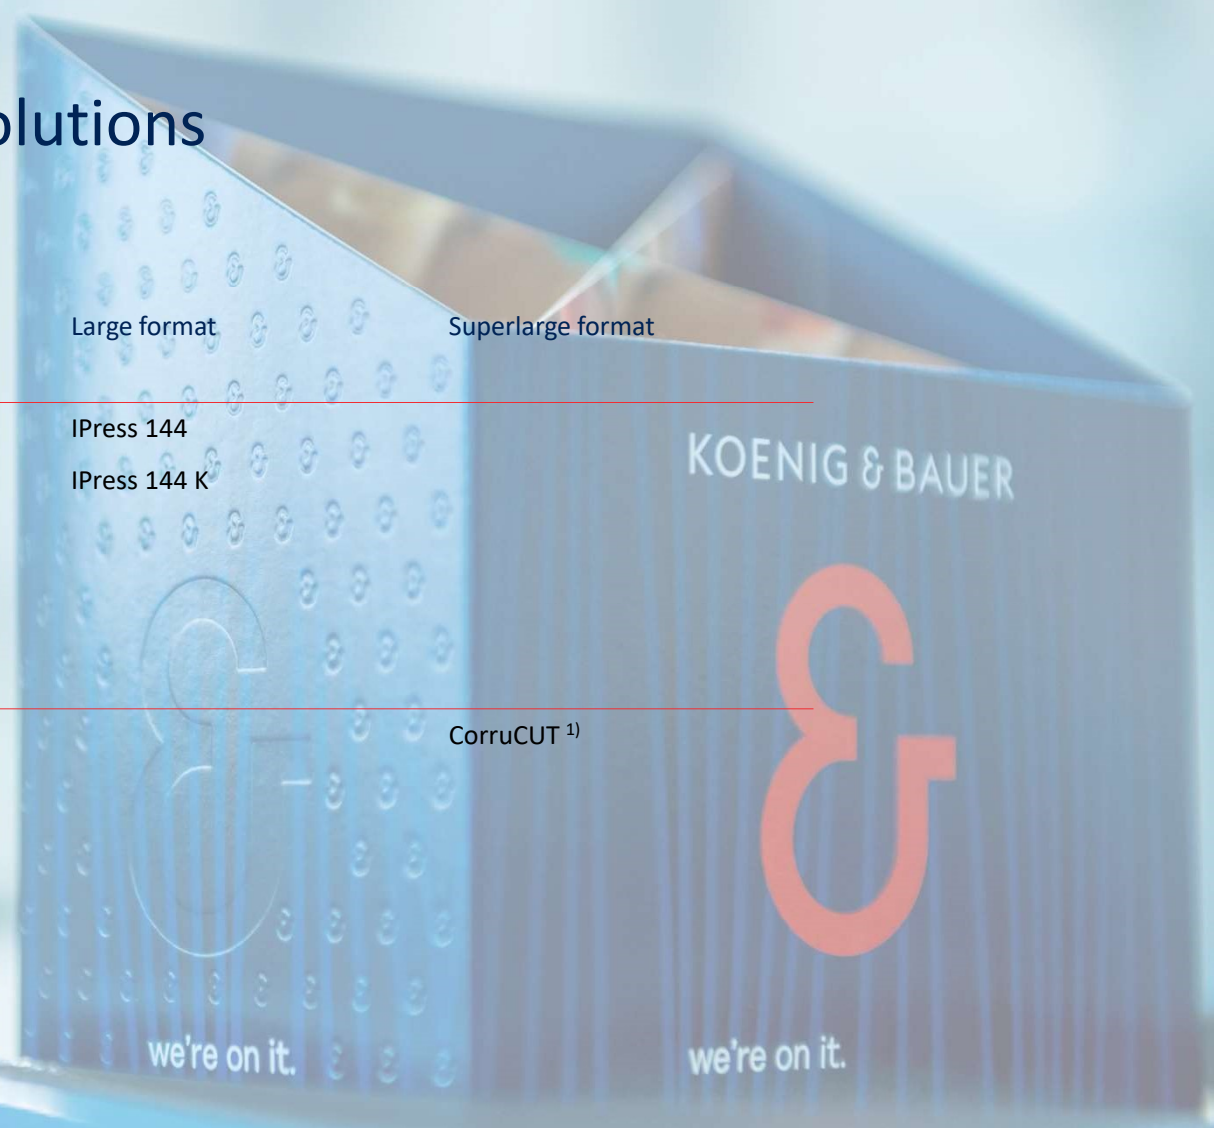 olutions
Large format Superlarge format
IPress 144
IPress 144 K
KOENIG & BAUER
&
&
CorruCUT 1)
we're on it.
we're on it.